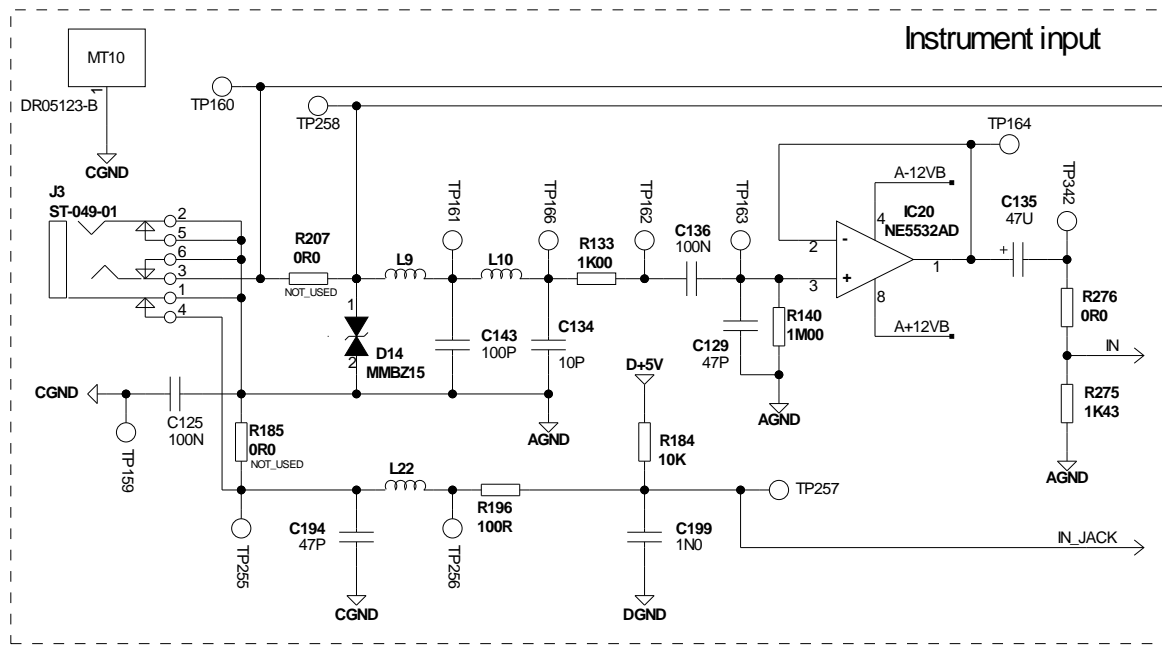 Instrument input
MT10
1
DR05123-B
CGND
TP160
TP258
TP164
J3
ST-049-01
2
5
6
3
1
4
R207
0R0
NOT_USED
L9
TP161
L10
TP166
R133
1K00
TP162
C136
100N
TP163
A-12VB
4
IC20
NE5532AD
2
-
+
3
1
8
A+12VB
C135
47U
+
TP342
R276
0R0
IN
R275
1K43
AGND
1
2
D14
MMBZ15
C143
100P
C134
10P
C129
47P
R140
1M00
AGND
D+5V
CGND
C125
100N
TP159
R185
0R0
NOT_USED
AGND
R184
10K
L22
R196
100R
TP257
TP255
C194
47P
TP256
C199
1N0
IN_JACK
CGND
DGND